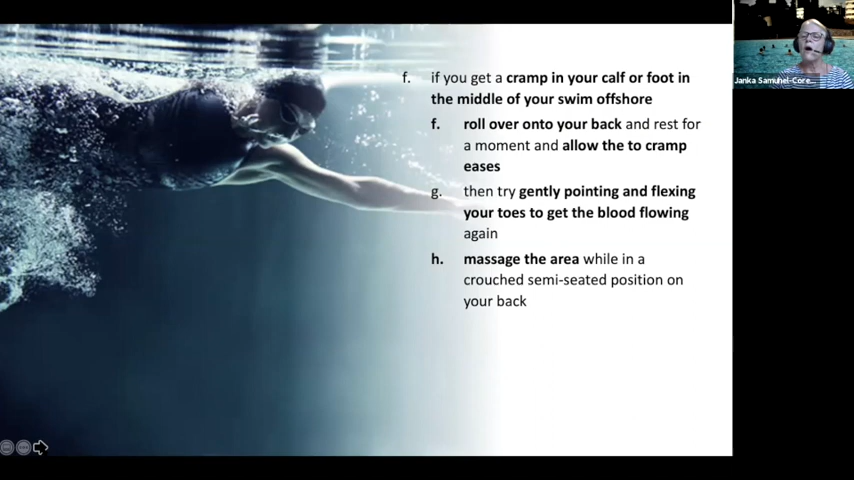 f. if you get a cramp in your calf or foot in
the middle of your swim offshore
f. roll over onto your back and rest for
a moment and allow the to cramp
eases
g. then try gently pointing and flexing
your toes to get the blood flowing
again
h. massage the area while in a
crouched semi-seated position on
your back
Janka Samuhel-Core...